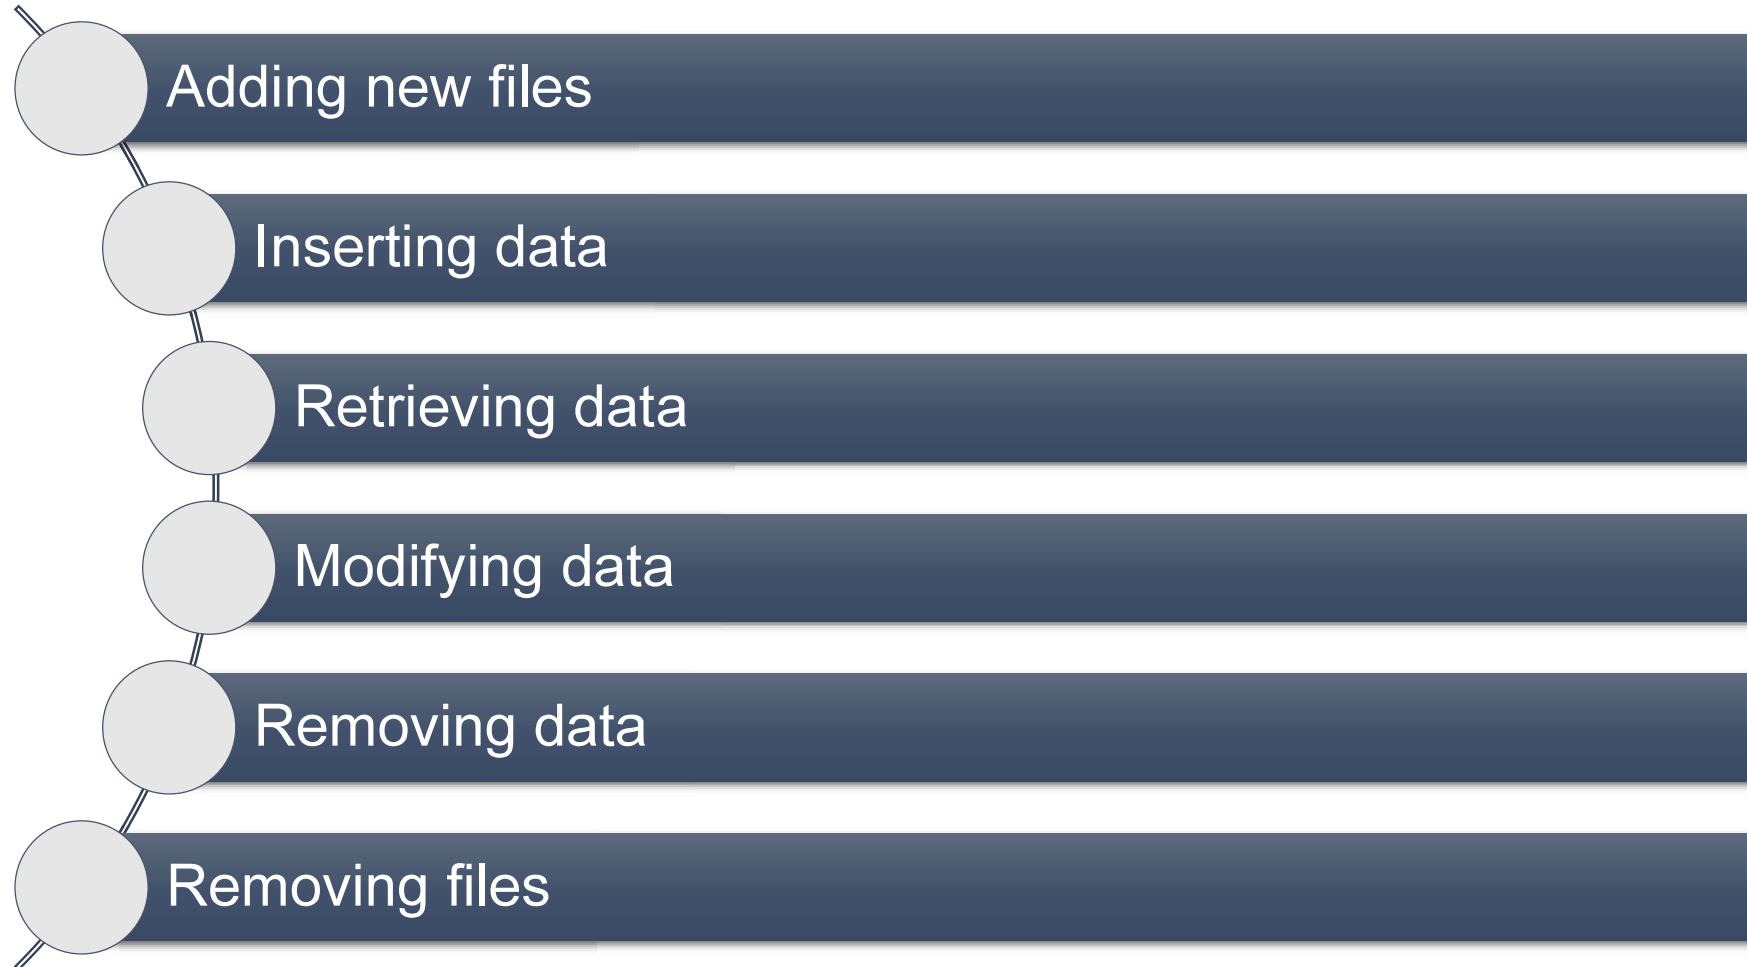 Adding new files
Inserting data
Retrieving data
Modifying data
Removing data
Removing files